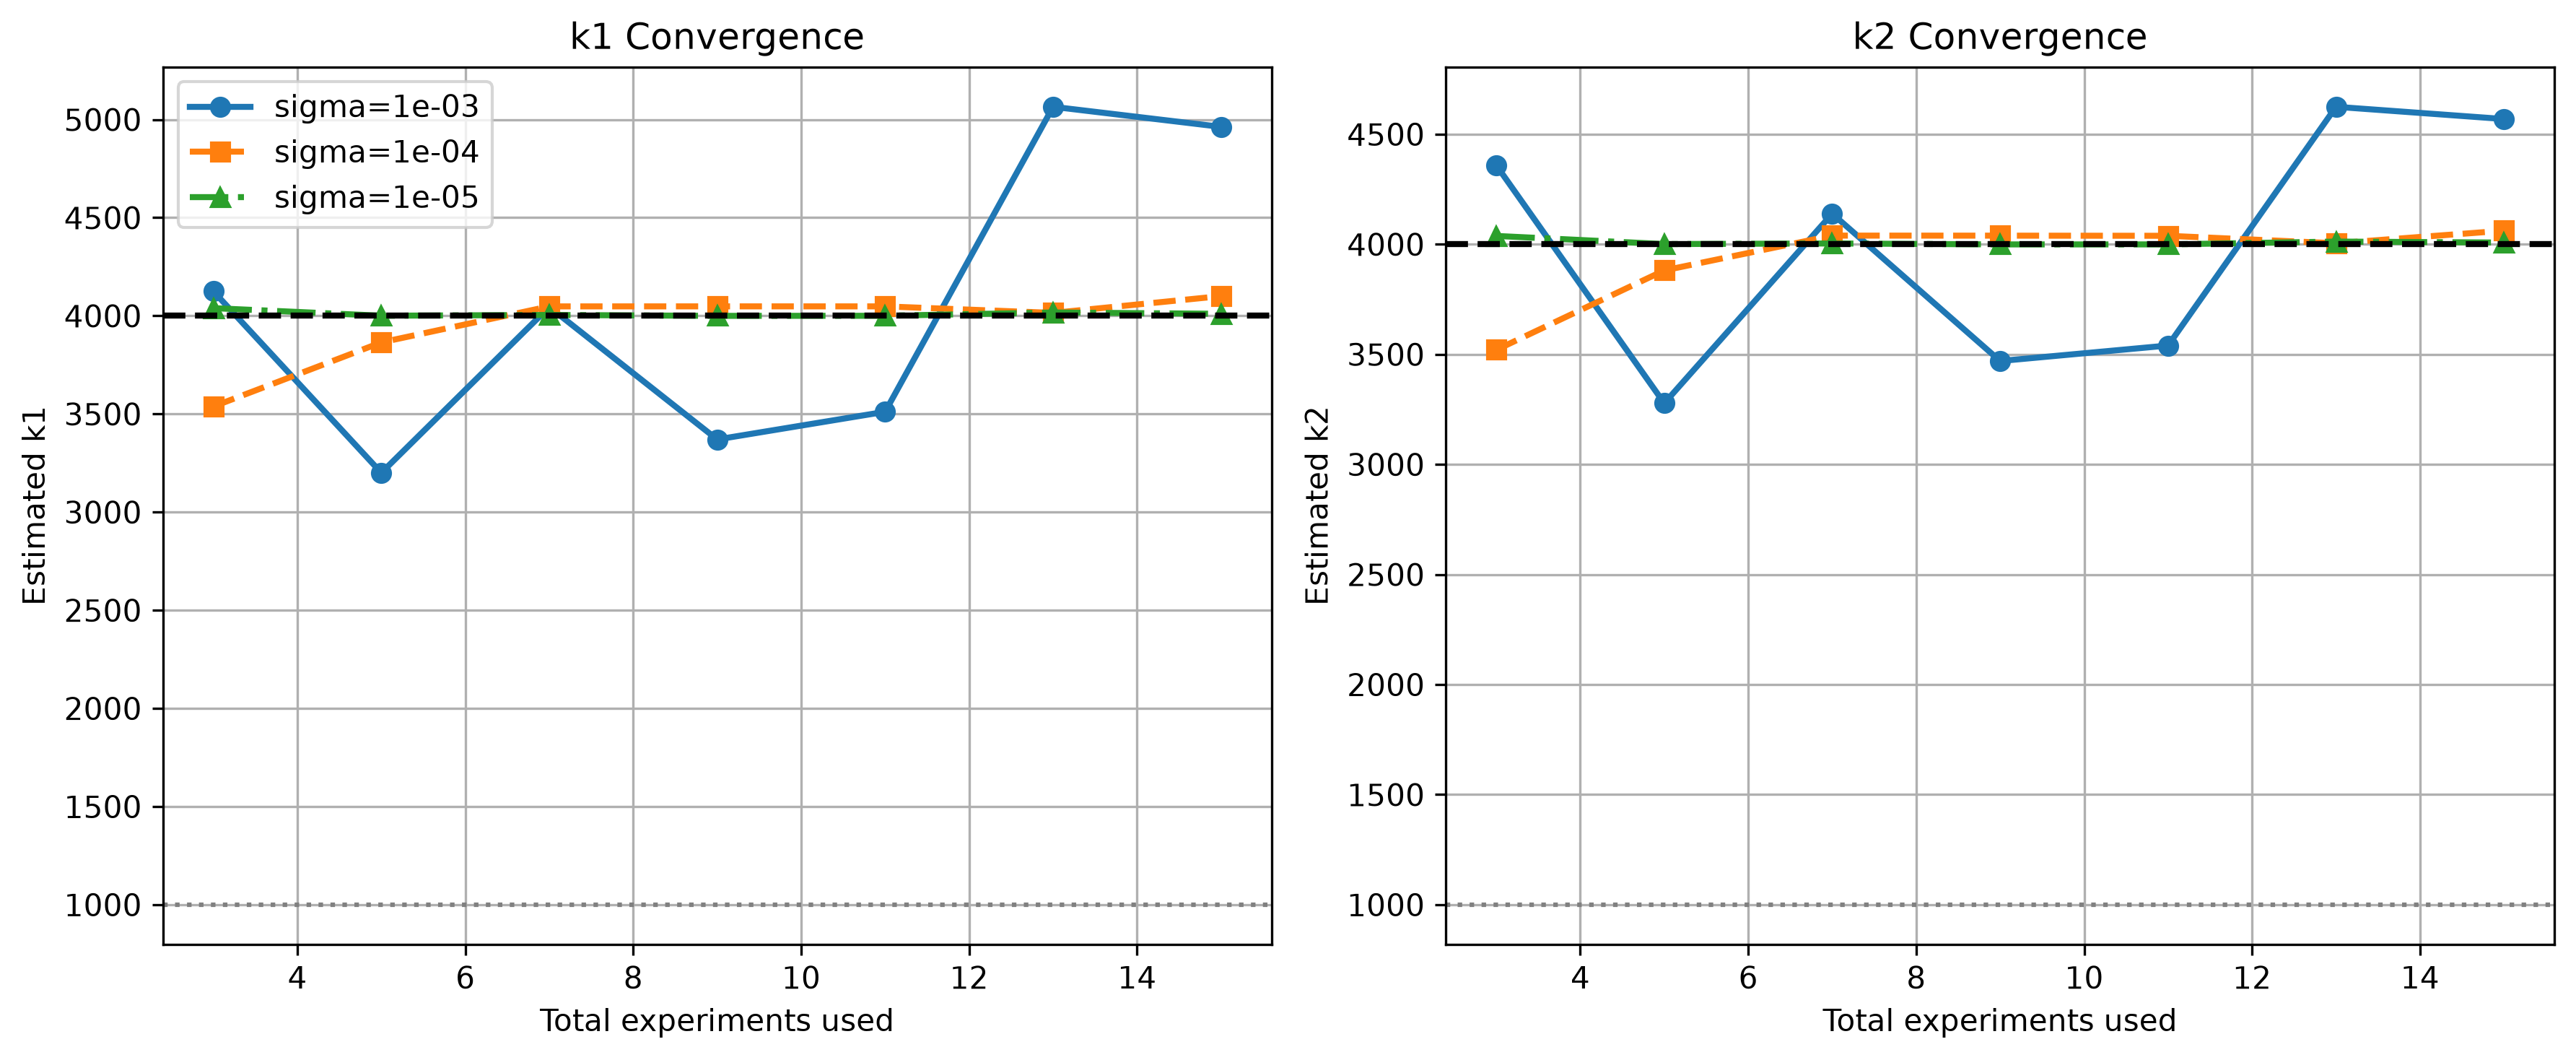 k1 Convergence
sigma=1e-03
sigma=1e-04
sigma=1e-05
Estimated k1
5000
4500
4000
3500
3000
2500
2000
1500
1000
4 6 8 10 12 14
Total experiments used
k2 Convergence
Estimated k2
4500
4000
3500
3000
2500
2000
1500
1000
4 6 8 10 12 14
Total experiments used